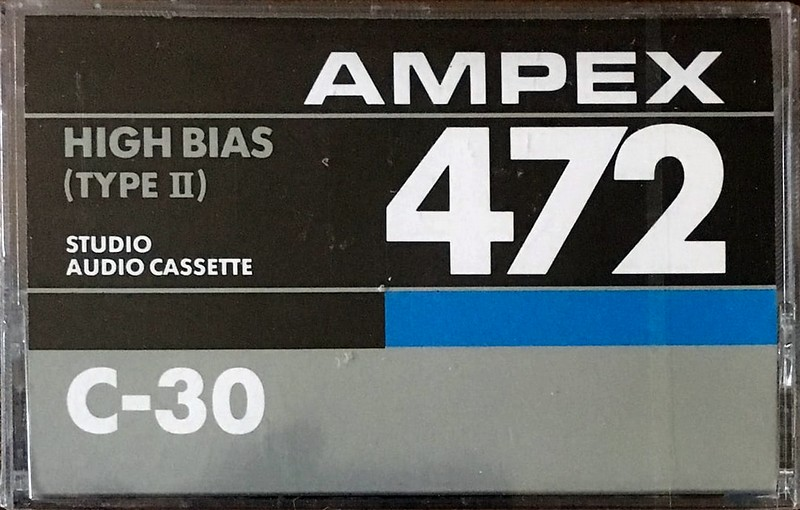 AMPEX
HIGH BIAS
(TYPE II)
472
STUDIO
AUDIO CASSETTE
C-30